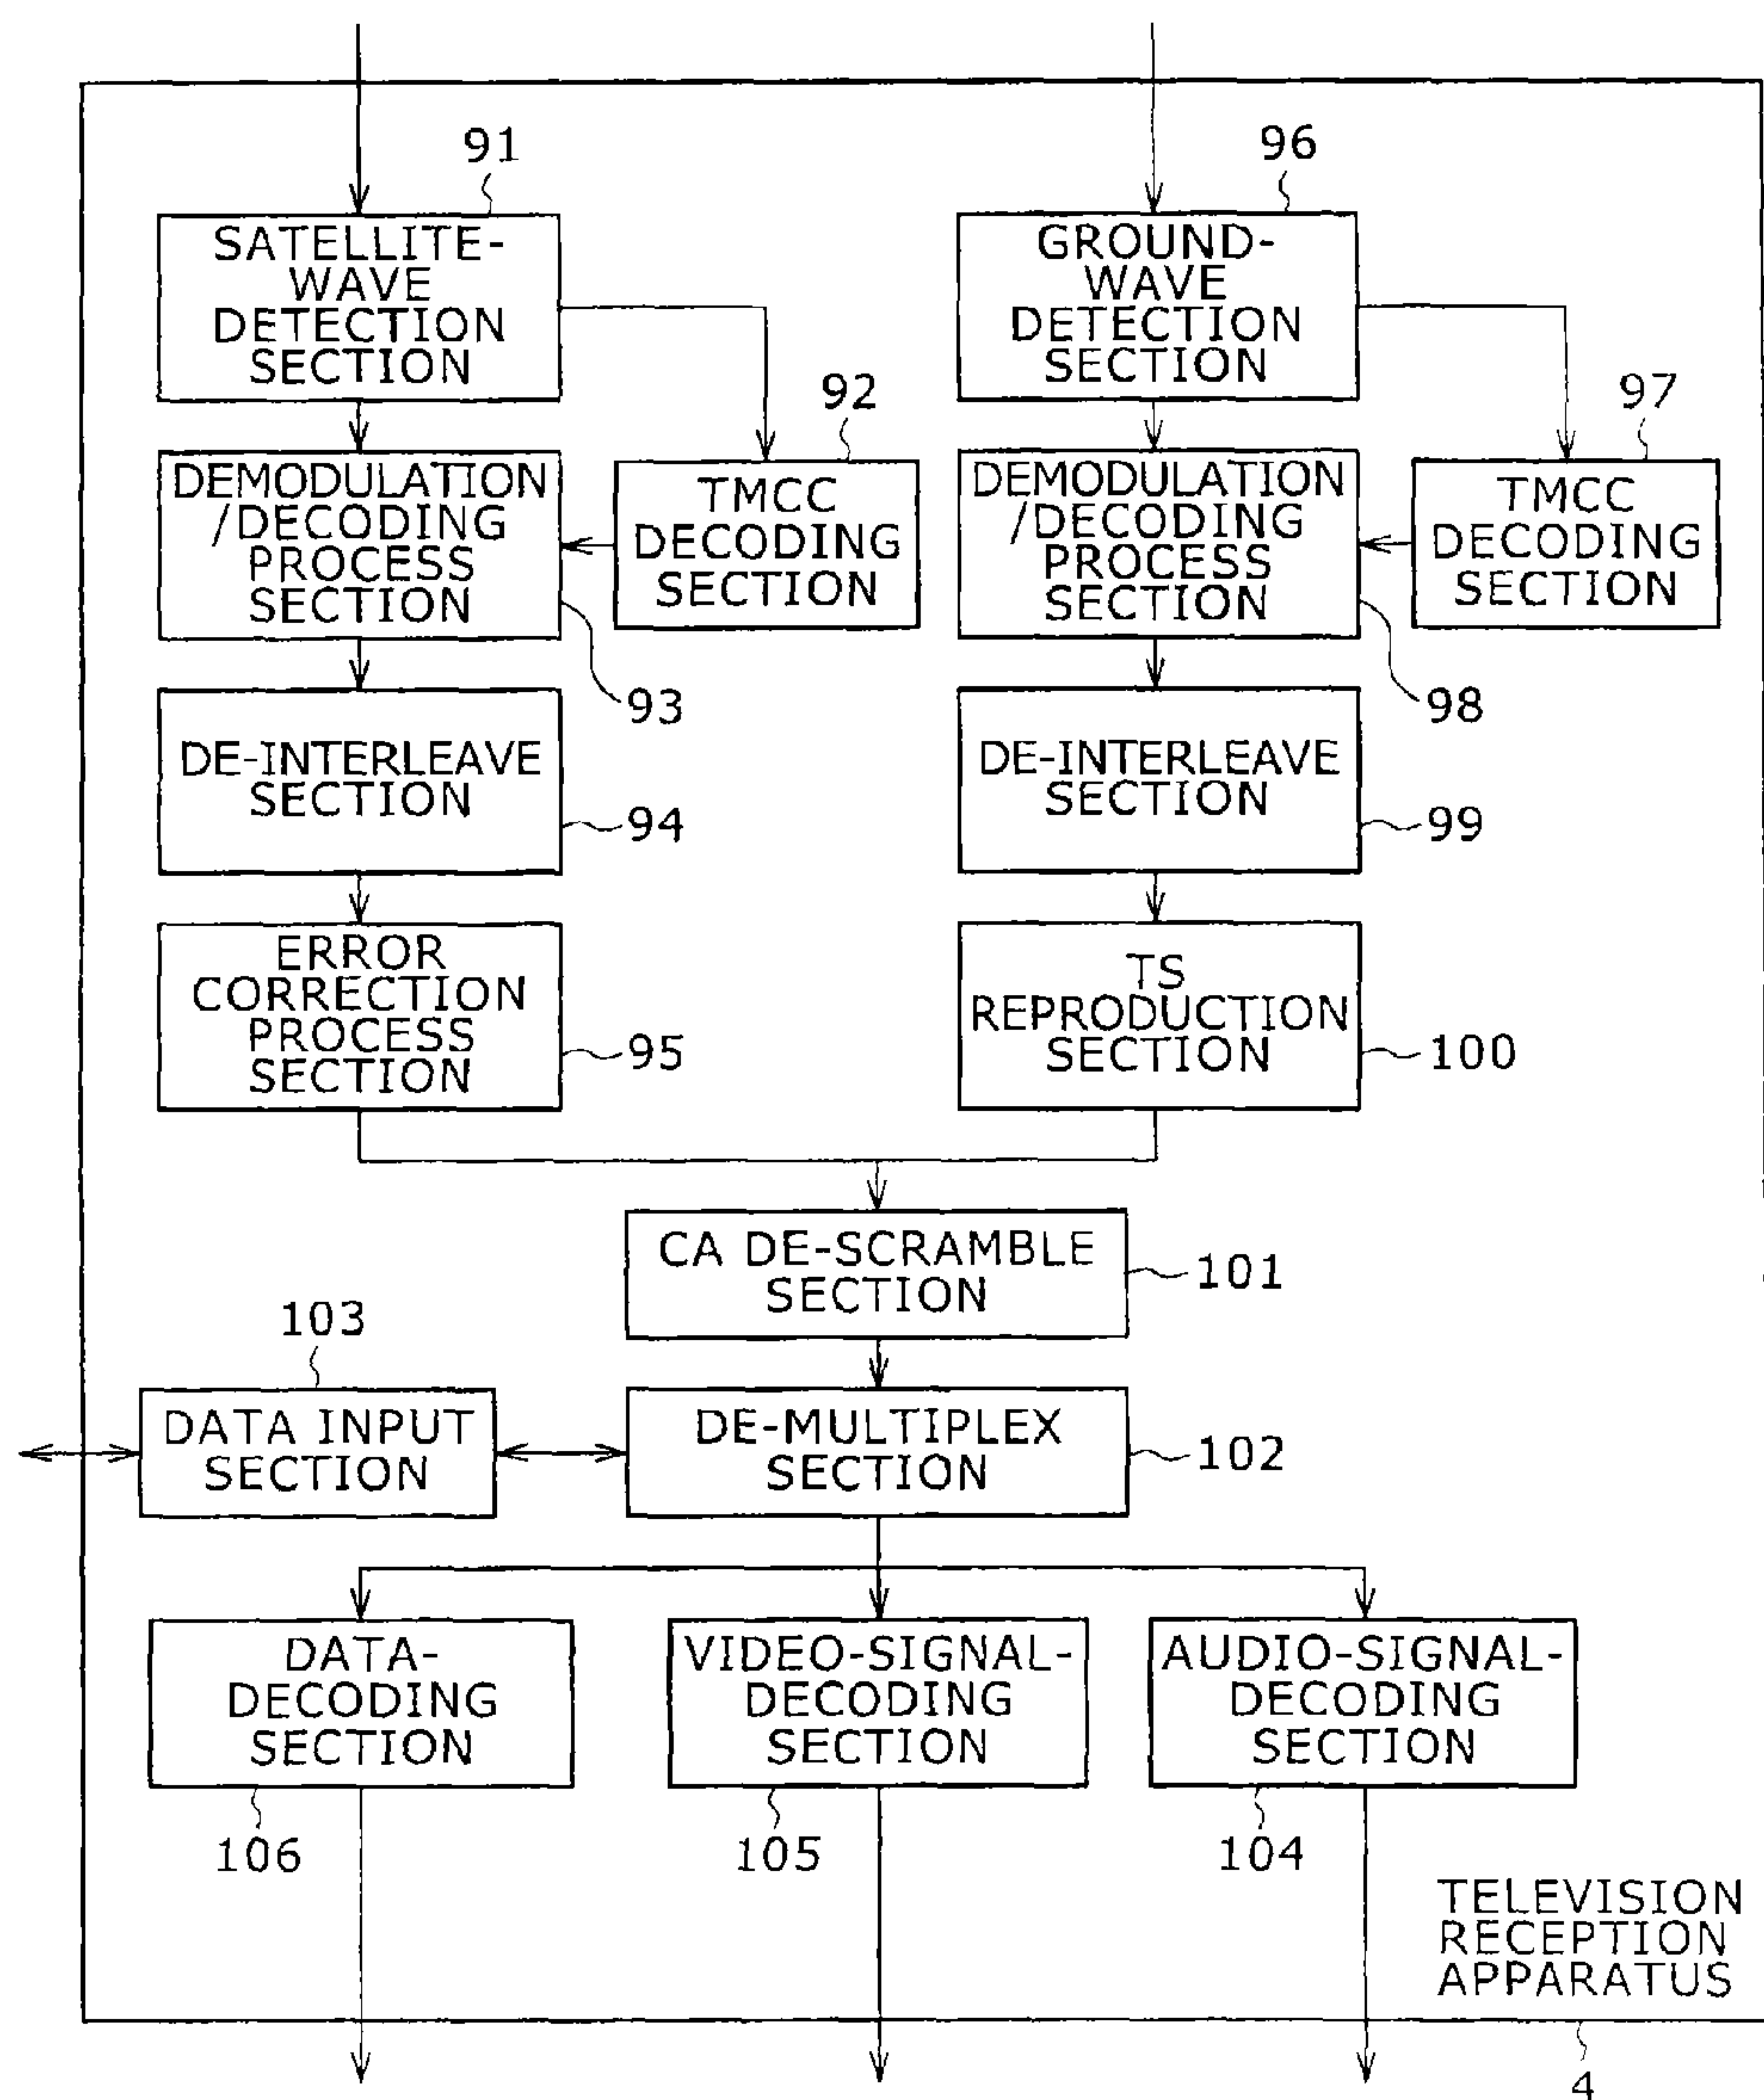 91
SATELLITE-
WAVE
DETECTION
SECTION
96
GROUND-
WAVE
DETECTION
SECTION
92
TMCC
DECODING
SECTION
97
TMCC
DECODING
SECTION
DEMODULATION
/DECODING
PROCESS
SECTION
93
DEMODULATION
/DECODING
PROCESS
SECTION
98
DE-INTERLEAVE
SECTION
94
DE-INTERLEAVE
SECTION
99
ERROR
CORRECTION
PROCESS
SECTION
95
TS
REPRODUCTION
SECTION
100
CA DE-SCRAMBLE
SECTION
101
103
DATA INPUT
SECTION
DE-MULTIPLEX
SECTION
102
DATA-
DECODING
SECTION
106
VIDEO-SIGNAL-
DECODING
SECTION
105
AUDIO-SIGNAL-
DECODING
SECTION
104
TELEVISION
RECEPTION
APPARATUS
4